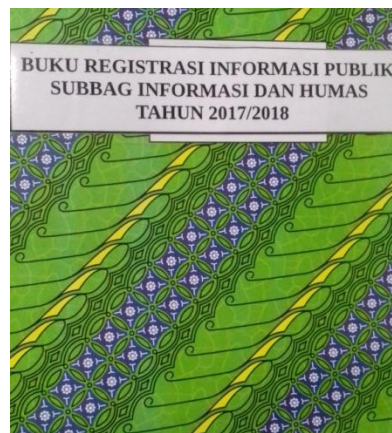 BUKU REGISTRASI INFORMASI PUBLIK
SUBBAG INFORMASI DAN HUMAS
TAHUN 2017/2018